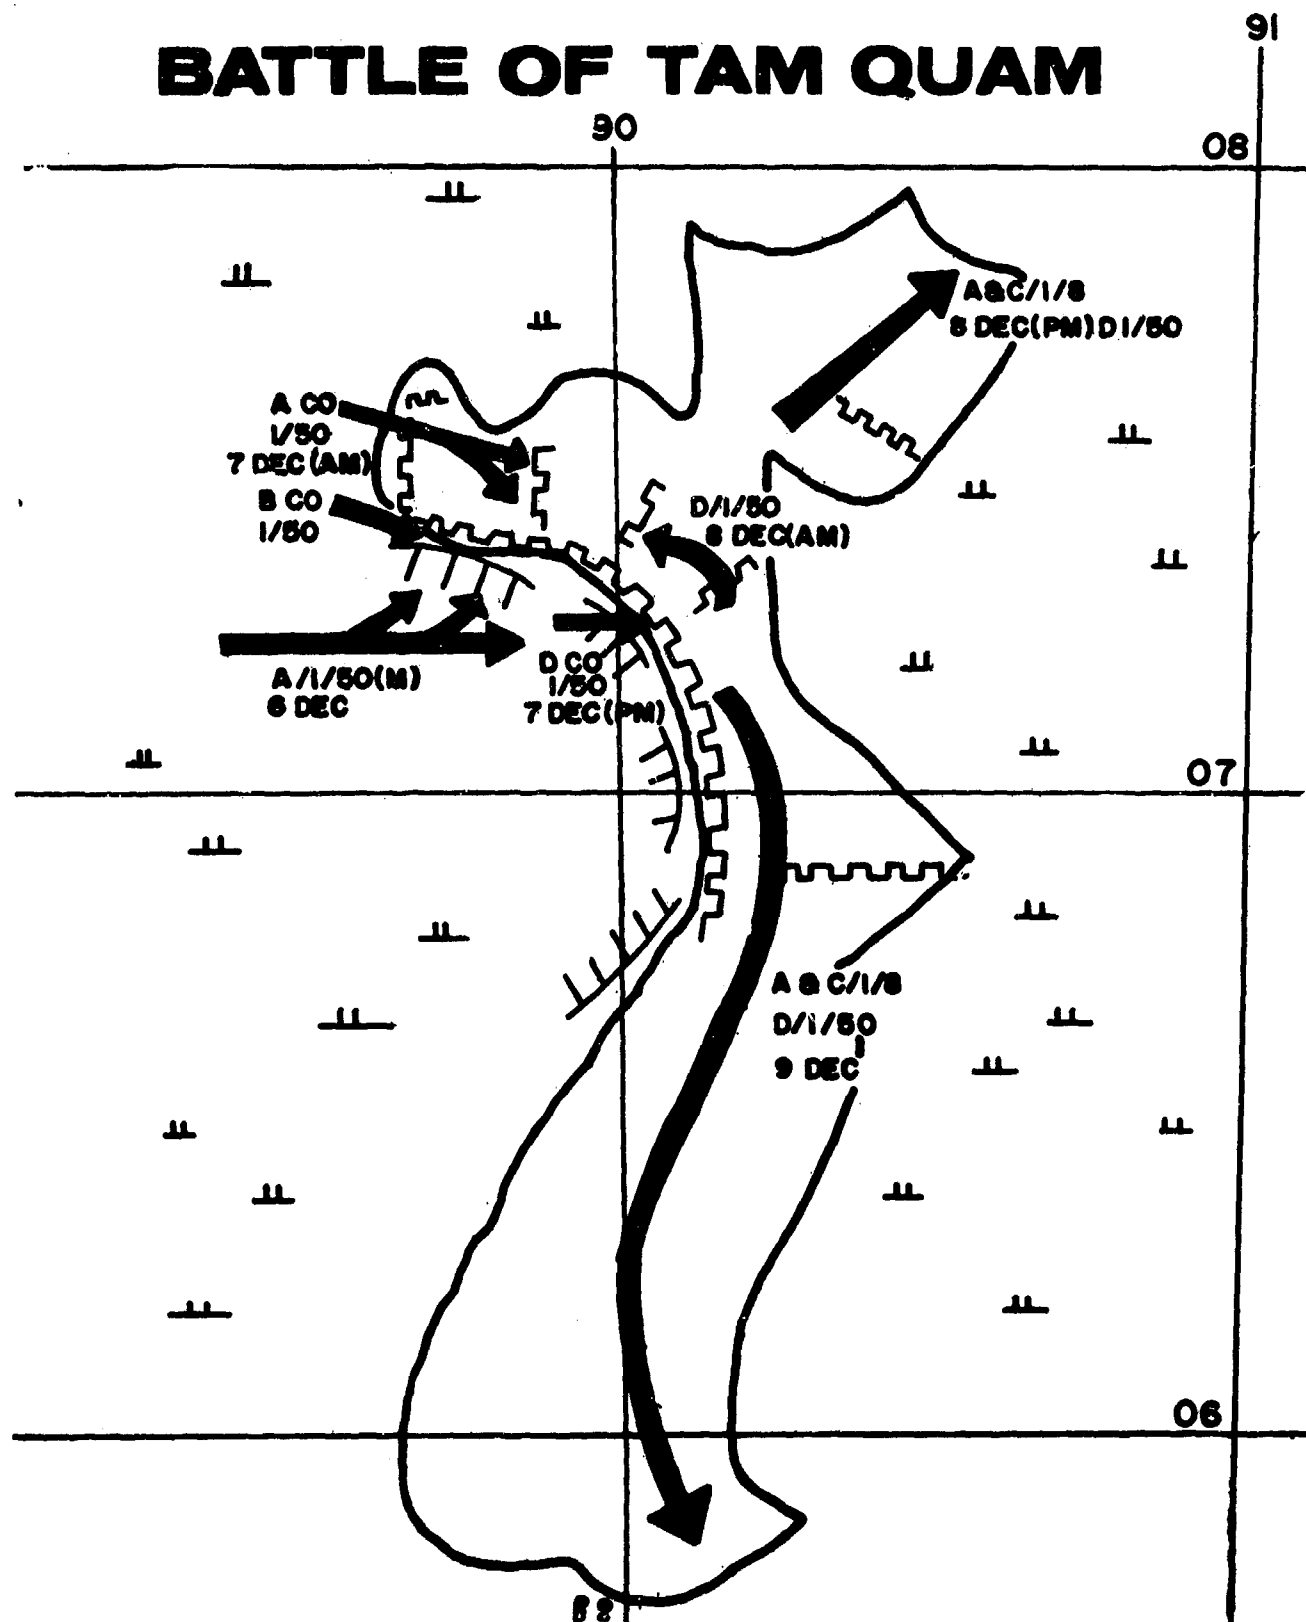 91
BATTLE OF TAM QUAM
90
08
A&C/1/8
8 DEC(PM)D1/50
A CO
1/50
7 DEC(AM)
B CO
1/50
D/1/50
8 DEC(AM)
A/1/50(M)
6 DEC
D CO
1/50
7 DEC(PM)
07
A & C/1/8
D/1/50
9 DEC
06